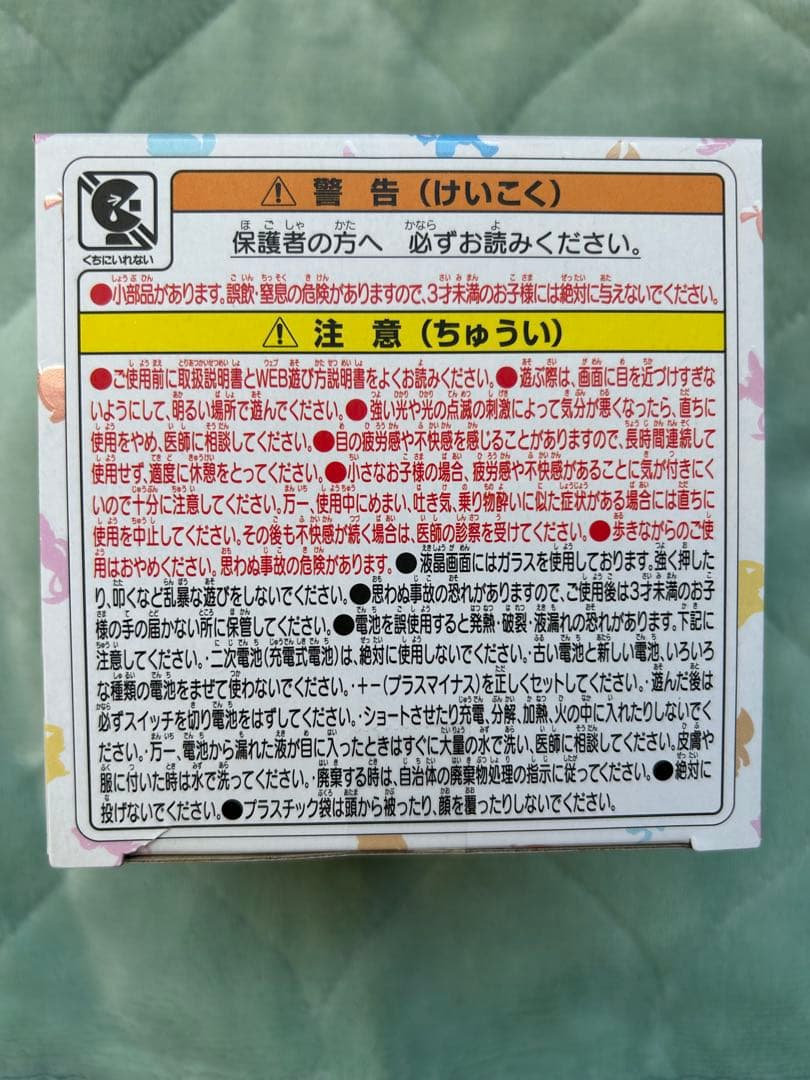 ⚠ 警告(けいこく)
くちにいれない
保護者の方へ 必ずお読みください。
●小部品があります。誤飲・窒息の危険がありますので、3才未満のお子様には絶対に与えないでください。
⚠ 注意(ちゅうい)
●ご使用前に取扱説明書とWEB遊び方説明書をよくお読みください。●遊ぶ際は、画面に目を近づけすぎな
いようにして、明るい場所で遊んでください。●強い光や光の点滅の刺激によって気分が悪くなったら、直ちに
使用をやめ、医師に相談してください。●目の疲労感や不快感を感じることがありますので、長時間連続して
使用せず、適度に休憩をとってください。●小さなお子様の場合、疲労感や不快感があることに気が付きにく
いので十分に注意してください。万一、使用中にめまい、吐き気、乗り物酔いに似た症状がある場合には直ちに
使用を中止してください。その後も不快感が続く場合は、医師の診察を受けてください。●歩きながらのご使
用はおやめください。思わぬ事故の危険があります。●液晶画面にはガラスを使用しております。強く押した
り、叩くなど乱暴な遊びをしないでください。●思わぬ事故の恐れがありますので、ご使用後は3才未満のお子
様の手の届かない所に保管してください。●電池を誤使用すると発熱・破裂・液漏れの恐れがあります。下記に
注意してください。・二次電池(充電式電池)は、絶対に使用しないでください。・古い電池と新しい電池、いろいろ
な種類の電池をまぜて使わないでください。・+−(プラスマイナス)を正しくセットしてください。・遊んだ後は
必ずスイッチを切り電池をはずしてください。・ショートさせたり充電、分解、加熱、火の中に入れたりしないでく
ださい。・万一、電池から漏れた液が目に入ったときはすぐに大量の水で洗い、医師に相談してください。皮膚や
服に付いた時は水で洗ってください。・廃棄する時は、自治体の廃棄物処理の指示に従ってください。●絶対に
投げないでください。●プラスチック袋は頭から被ったり、顔を覆ったりしないでください。